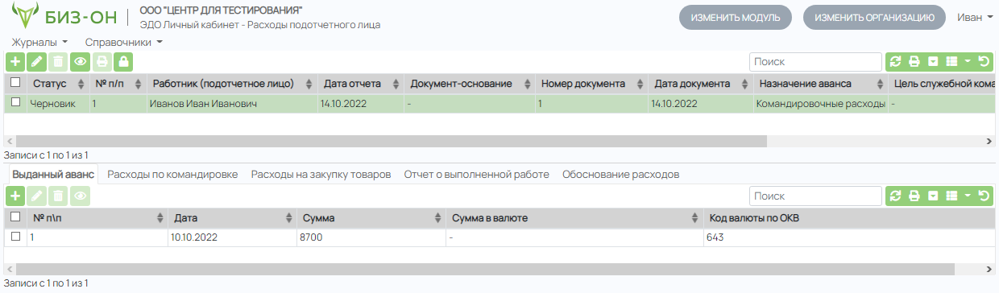 БИЗ-ОН
ООО "ЦЕНТР ДЛЯ ТЕСТИРОВАНИЯ"
ЭДО Личный кабинет - Расходы подотчетного лица
ИЗМЕНИТЬ МОДУЛЬ ИЗМЕНИТЬ ОРГАНИЗАЦИЮ Иван
Журналы Справочники
Поиск
Статус № п/п Работник (подотчетное лицо) Дата отчета Документ-основание Номер документа Дата документа Назначение аванса Цель служебной кома
Черновик 1 Иванов Иван Иванович 14.10.2022 - 1 14.10.2022 Командировочные расходы -
Записи с 1 по 1 из 1
Выданный аванс Расходы по командировке Расходы на закупку товаров Отчет о выполненной работе Обоснование расходов
Поиск
№ п\п Дата Сумма Сумма в валюте Код валюты по ОКВ
1 10.10.2022 8700 - 643
Записи с 1 по 1 из 1